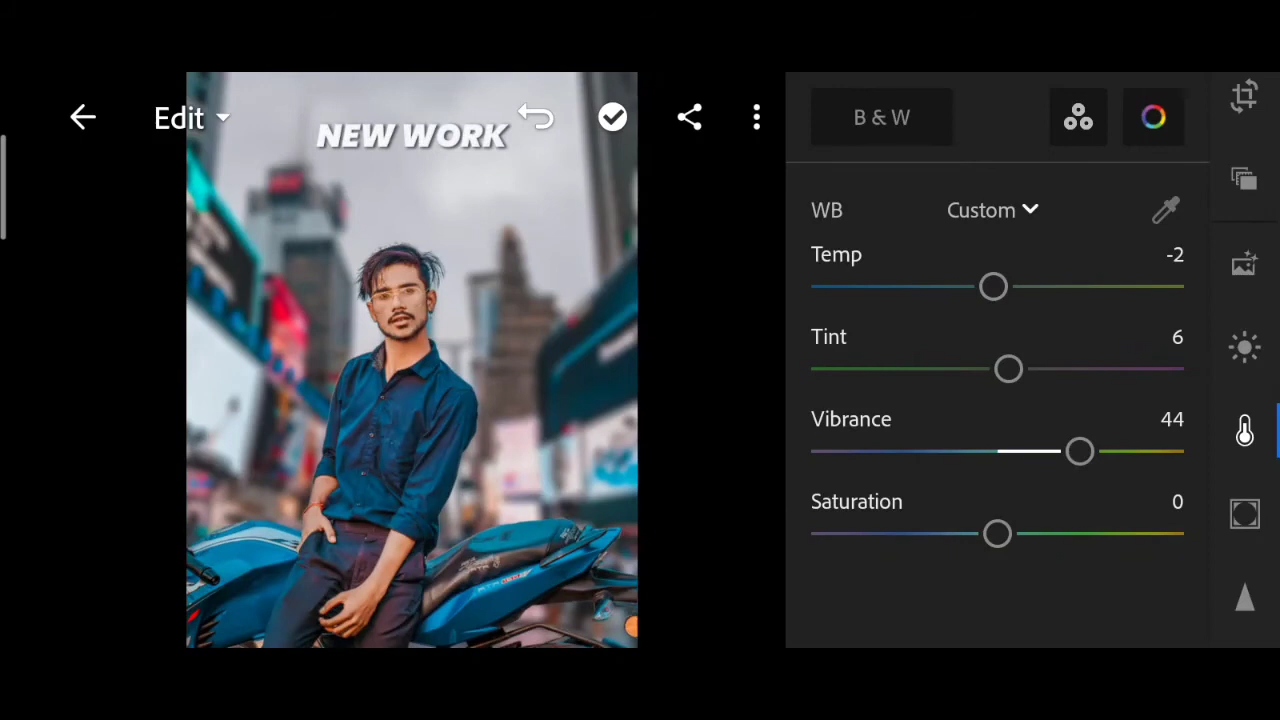 Edit
NEW WORK
B & W
WB
Custom
Temp
-2
Tint
6
Vibrance
44
Saturation
0